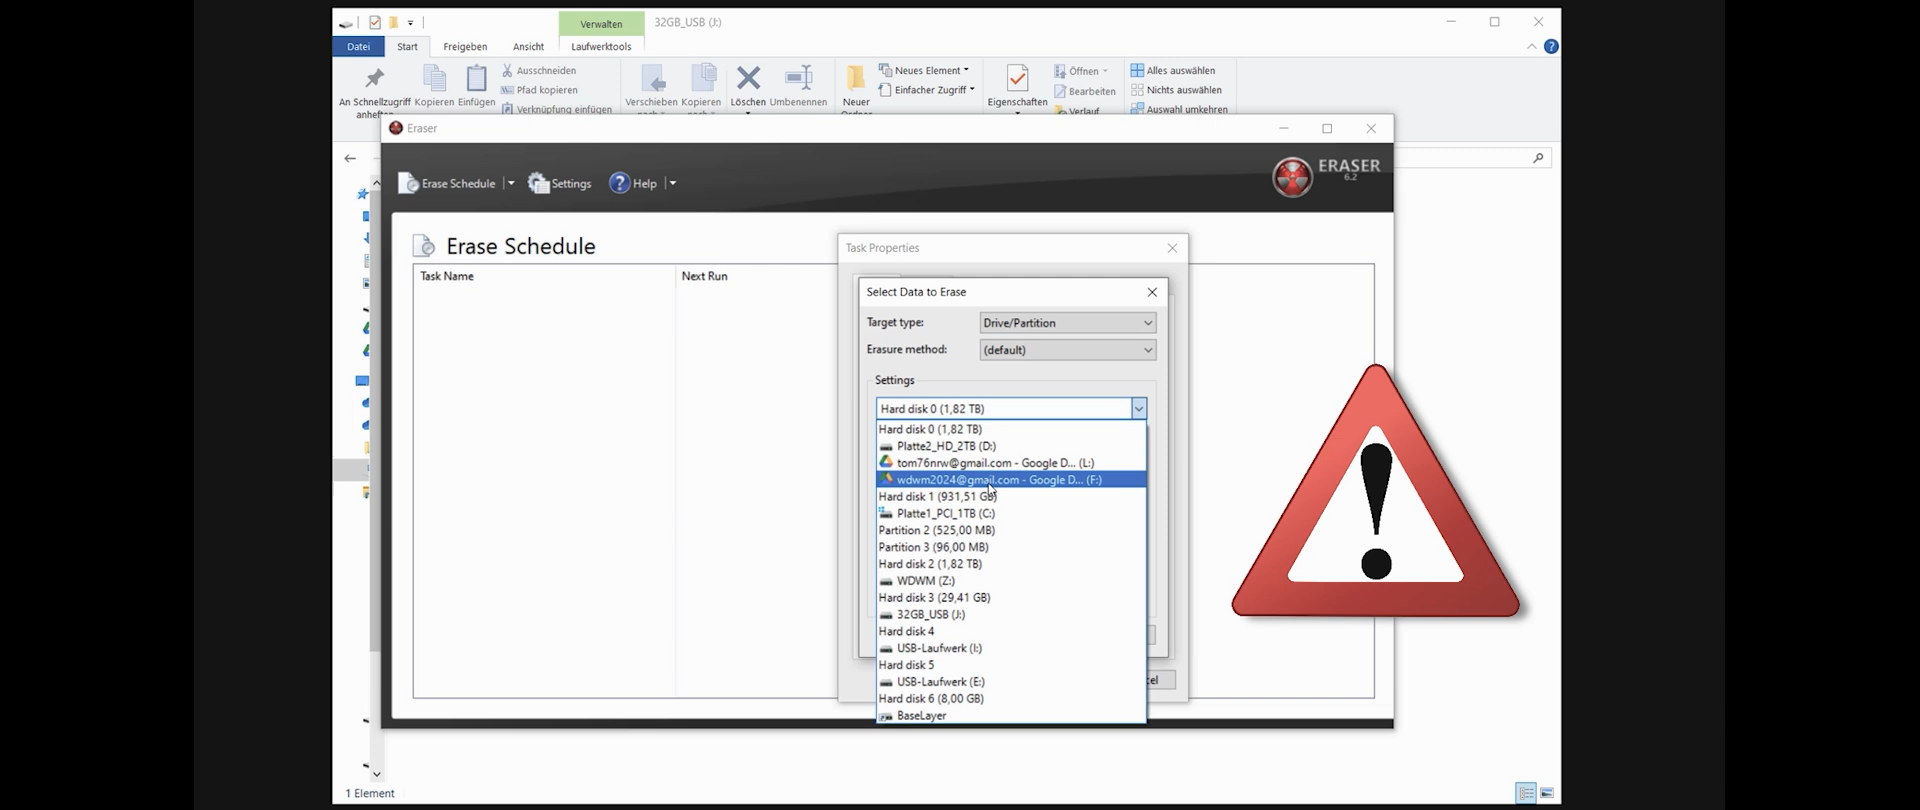 Verwalten
32GB_USB (J:)
Datei
Start
Freigeben
Ansicht
Laufwerktools
An Schnellzugriff
Kopieren
Einfügen
Ausschneiden
Pfad kopieren
Verknüpfung einfügen
Verschieben
Kopieren
Löschen
Umbenennen
Neuer
Neues Element
Einfacher Zugriff
Eigenschaften
Öffnen
Bearbeiten
Verlauf
Alles auswählen
Nichts auswählen
Auswahl umkehren
Eraser
Erase Schedule
Settings
Help
ERASER
6.2
Erase Schedule
Task Name
Next Run
Task Properties
Select Data to Erase
Target type:
Drive/Partition
Erasure method:
(default)
Settings
Hard disk 0 (1,82 TB)
Hard disk 0 (1,82 TB)
Platte2_HD_2TB (D:)
tom76nrw@gmail.com - Google D... (L:)
wdwm2024@gmail.com - Google D... (F:)
Hard disk 1 (931,51 GB)
Platte1_PCI_1TB (C:)
Partition 2 (525,00 MB)
Partition 3 (96,00 MB)
Hard disk 2 (1,82 TB)
WDWM (Z:)
Hard disk 3 (29,41 GB)
32GB_USB (J:)
Hard disk 4
USB-Laufwerk (I:)
Hard disk 5
USB-Laufwerk (E:)
Hard disk 6 (8,00 GB)
BaseLayer
1 Element